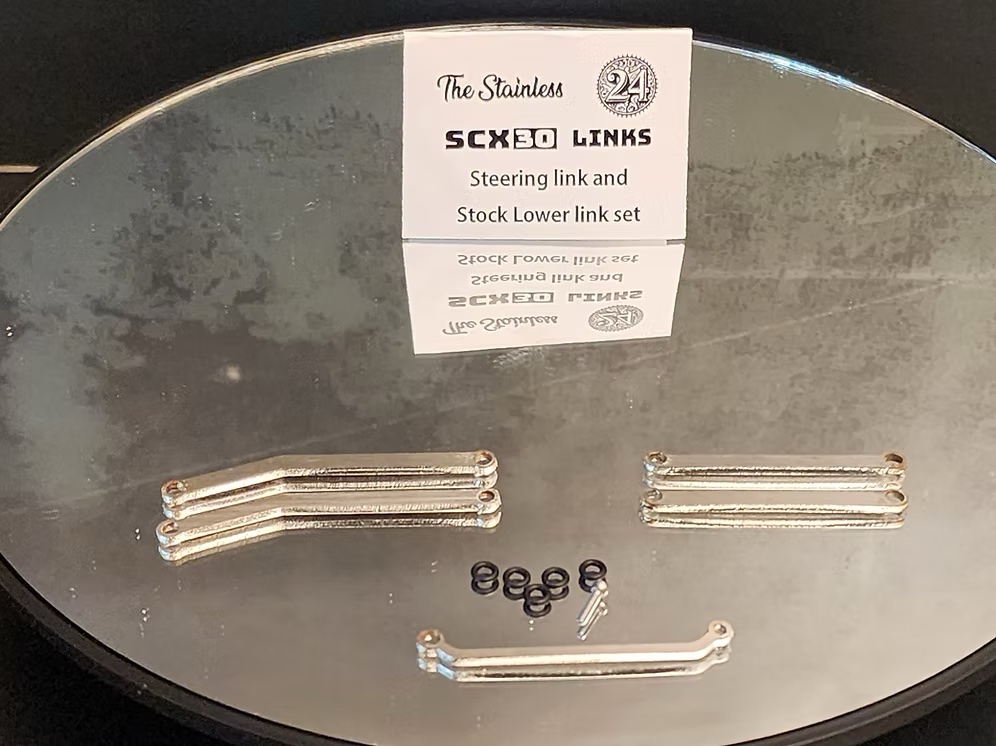 The Stainless 24
SCX30 LINKS
Steering link and
Stock Lower link set